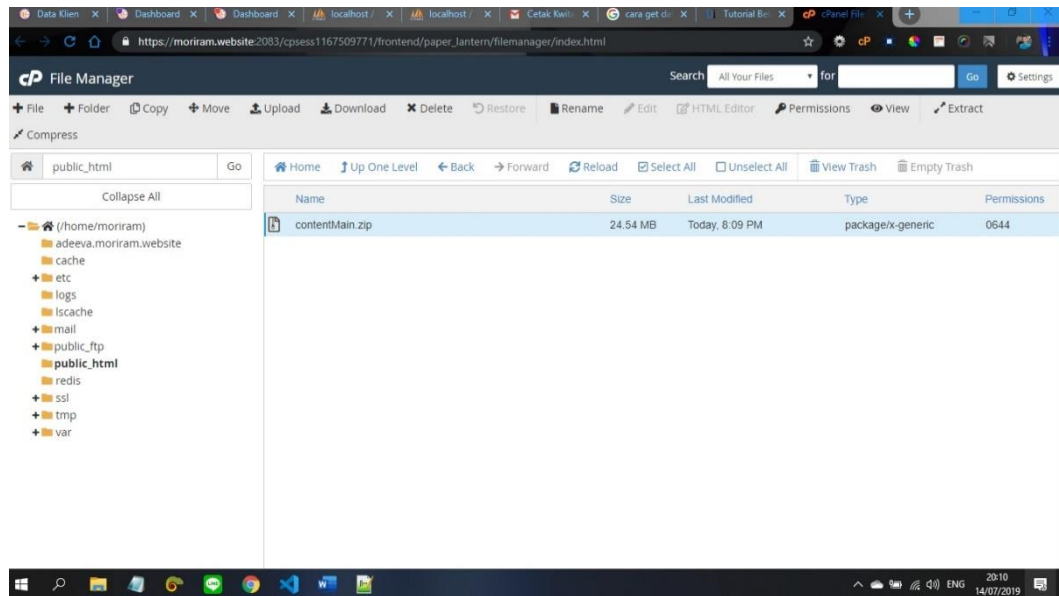 Data Klien Dashboard Dashboard localhost / localhost / Cetak Kwita cara get da Tutorial Be cPanel File
https://moriram.website:2083/cpsess1167509771/frontend/paper_lantern/filemanager/index.html
cP File Manager Search All Your Files for Go Settings
File Folder Copy Move Upload Download Delete Restore Rename Edit HTML Editor Permissions View Extract
Compress
public_html Go Home Up One Level Back Forward Reload Select All Unselect All View Trash Empty Trash
Collapse All
Name Size Last Modified Type Permissions
contentMain.zip 24.54 MB Today, 8:09 PM package/x-generic 0644
(/home/moriram)
adeeva.moriram.website
cache
etc
logs
lscache
mail
public_ftp
public_html
redis
ssl
tmp
var
ENG 20:10
14/07/2019